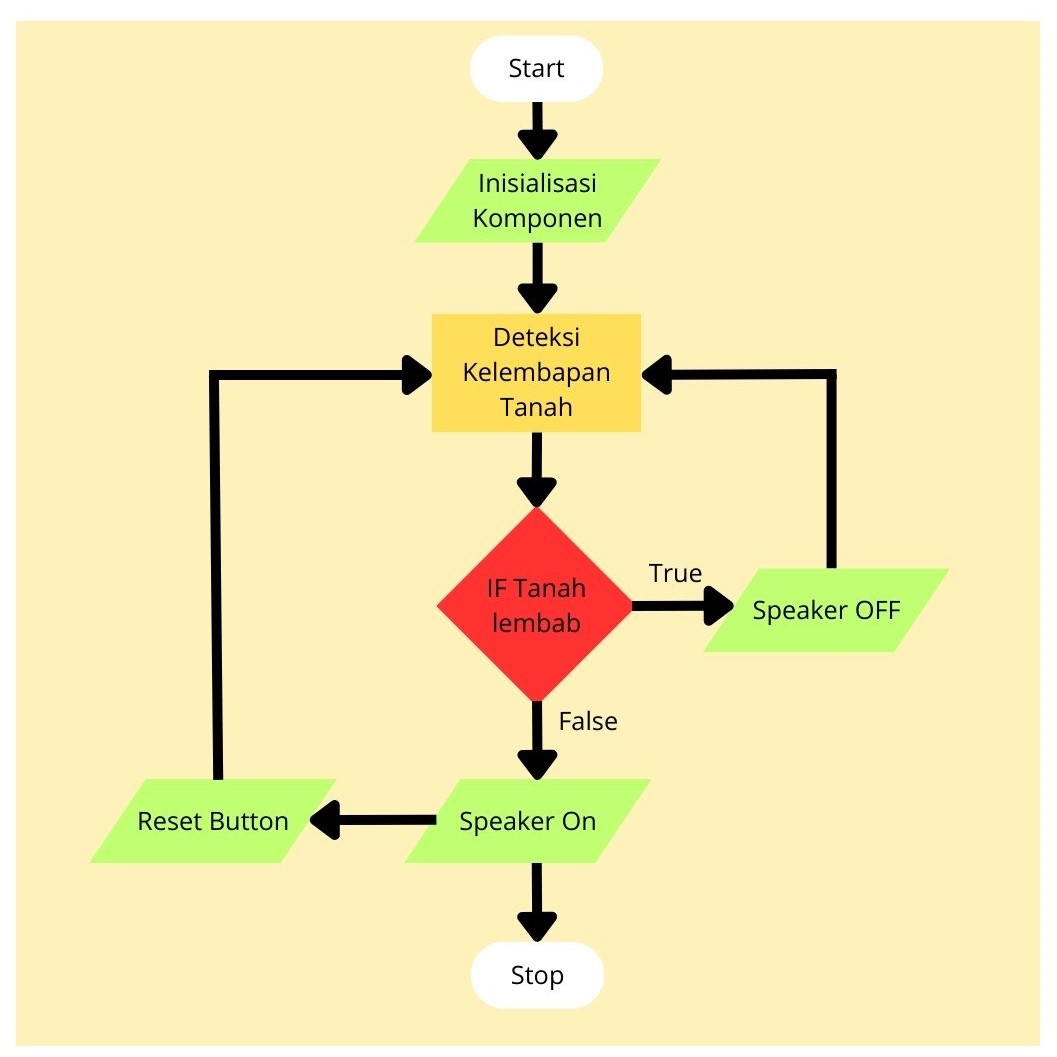 Start
Inisialisasi
Komponen
Deteksi
Kelembapan
Tanah
IF Tanah
lembab
True
Speaker OFF
False
Reset Button
Speaker On
Stop